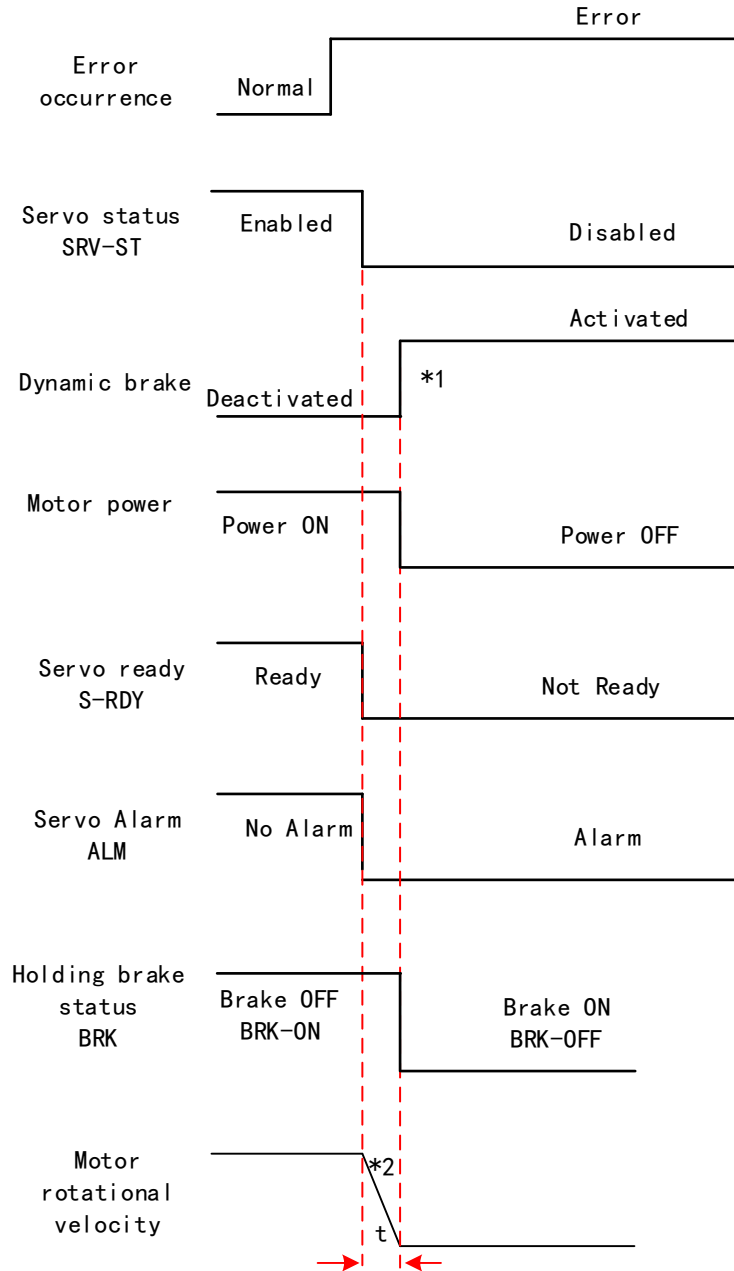 Error
Error
occurrence
Normal
Servo status
SRV-ST
Enabled
Disabled
Activated
Dynamic brake
Deactivated
*1
Motor power
Power ON
Power OFF
Servo ready
S-RDY
Ready
Not Ready
Servo Alarm
ALM
No Alarm
Alarm
Holding brake
status
BRK
Brake OFF
BRK-ON
Brake ON
BRK-OFF
Motor
rotational
velocity
*2
t